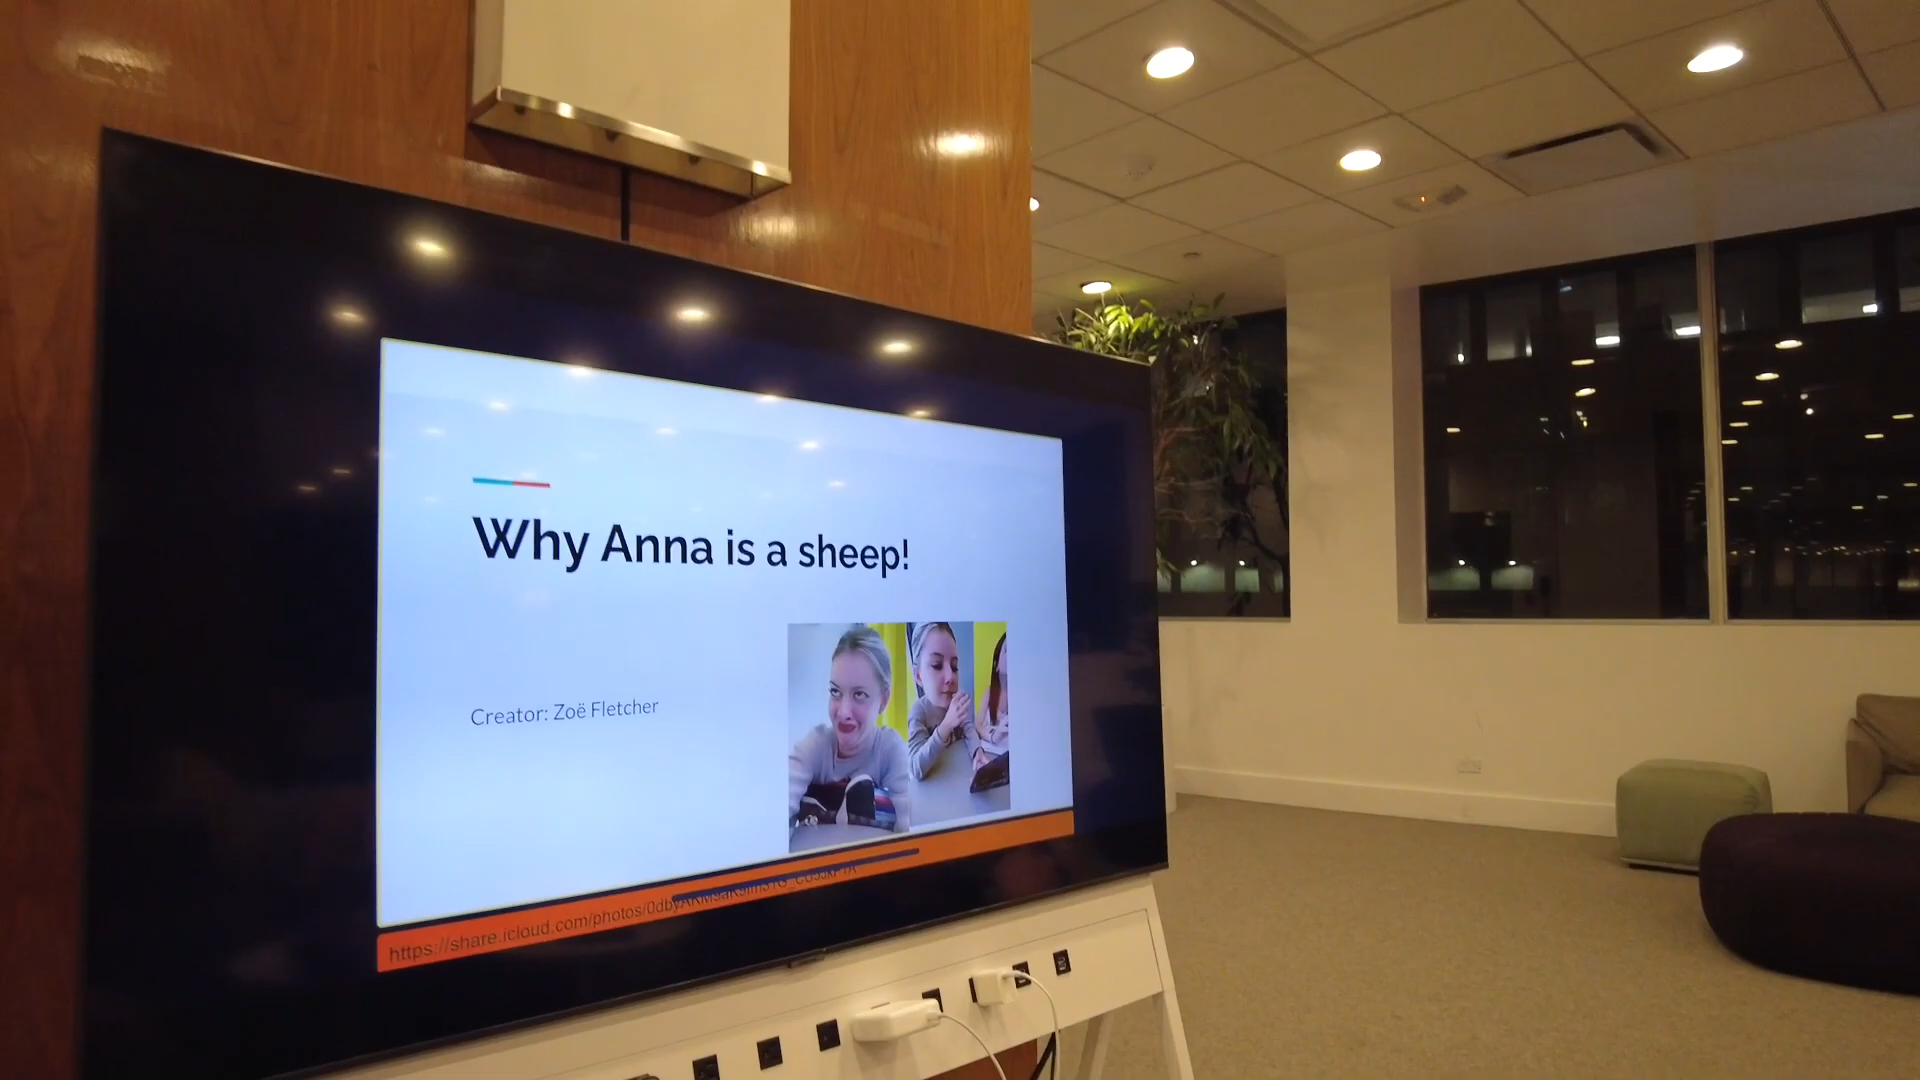 Why Anna is a sheep!
Creator: Zoë Fletcher
https://share.icloud.com/photos/